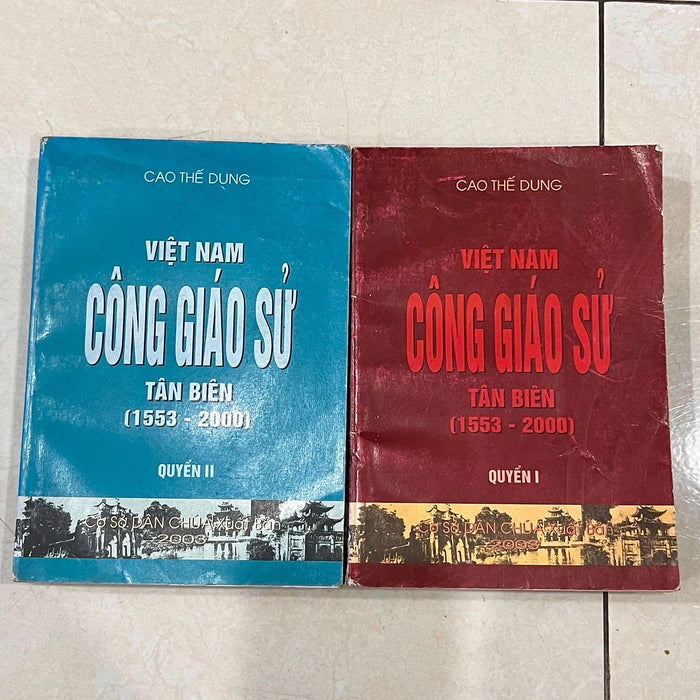 CAO THẾ DỤNG
VIỆT NAM
CÔNG GIÁO SỬ
TÂN BIÊN
(1553 - 2000)
QUYỂN II
Cơ Sở DÂN CHÚA Xuất Bản
2003
CAO THẾ DUNG
VIỆT NAM
CÔNG GIÁO SỬ
TÂN BIÊN
(1553 - 2000)
QUYỂN I
Cơ Sở DÂN CHÚA Xuất Bản
2003